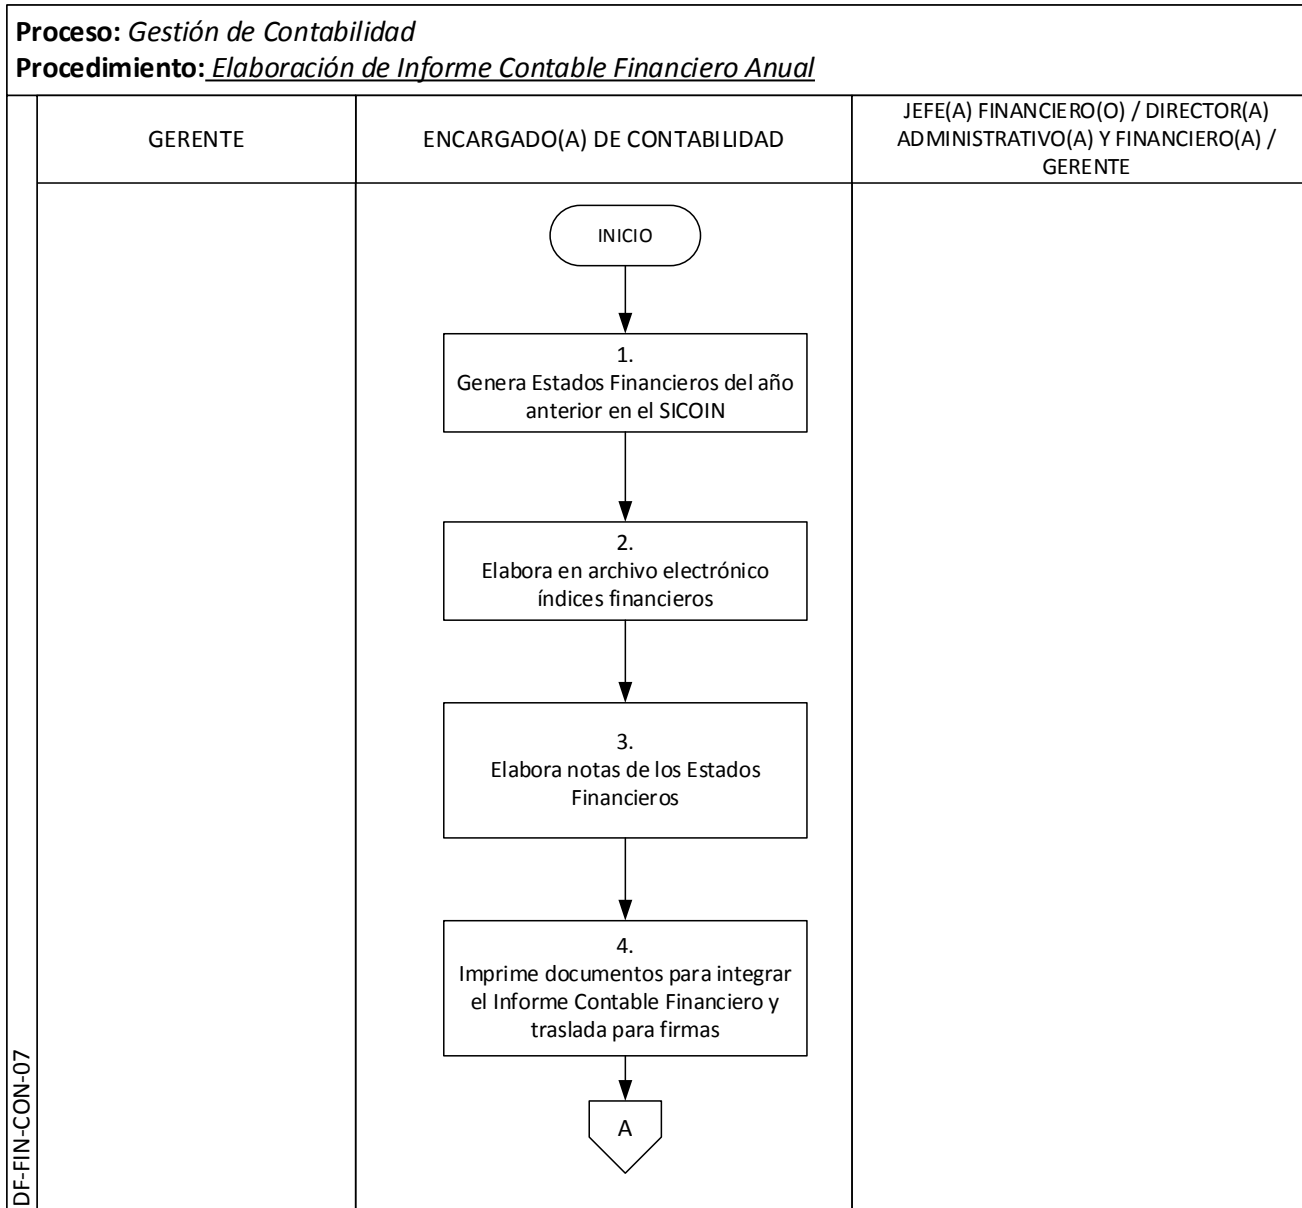 Proceso: Gestión de Contabilidad
Procedimiento: Elaboración de Informe Contable Financiero Anual
GERENTE
ENCARGADO(A) DE CONTABILIDAD
JEFE(A) FINANCIERO(O) / DIRECTOR(A)
ADMINISTRATIVO(A) Y FINANCIERO(A) /
GERENTE
INICIO
1.
Genera Estados Financieros del año
anterior en el SICOIN
2.
Elabora en archivo electrónico
índices financieros
3.
Elabora notas de los Estados
Financieros
4.
Imprime documentos para integrar
el Informe Contable Financiero y
traslada para firmas
A
DF-FIN-CON-07